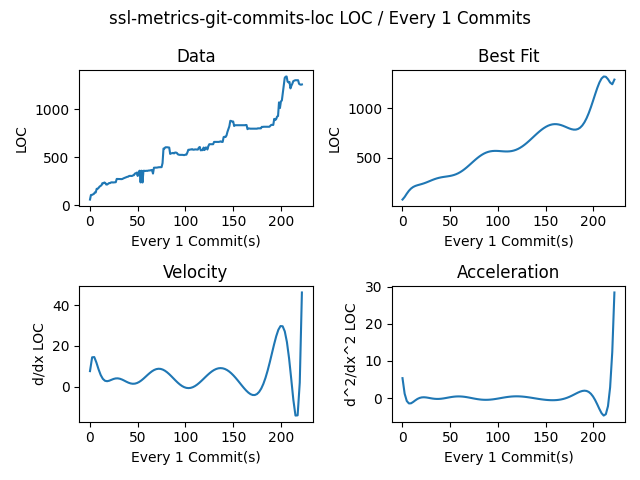 ssl-metrics-git-commits-loc LOC / Every 1 Commits
Data
LOC
1000
500
0
0 50 100 150 200
Every 1 Commit(s)
Best Fit
LOC
1000
500
0 50 100 150 200
Every 1 Commit(s)
Velocity
d/dx LOC
40
20
0
0 50 100 150 200
Every 1 Commit(s)
Acceleration
d^2/dx^2 LOC
30
20
10
0
0 50 100 150 200
Every 1 Commit(s)